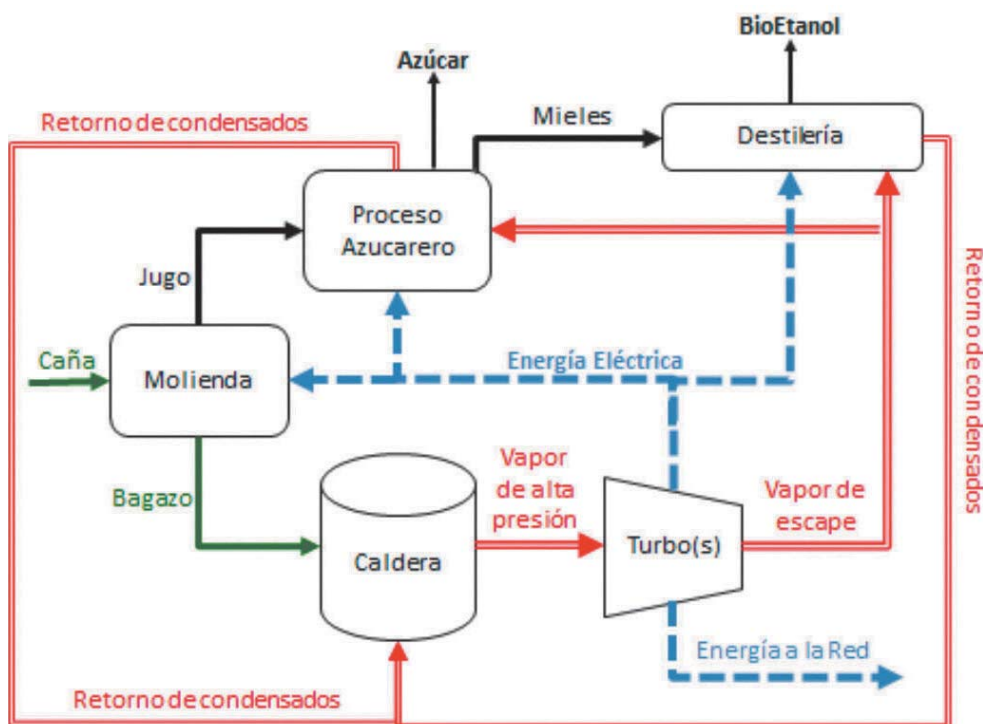 BioEtanol
Azúcar
Retorno de condensados
Mieles
Destilería
Proceso
Azucarero
Jugo
Retorno de condensados
Caña
Molienda
Energía Eléctrica
Bagazo
Vapor
de alta
presión
Vapor de
escape
Caldera
Turbo(s)
Energía a la Red
Retorno de condensados